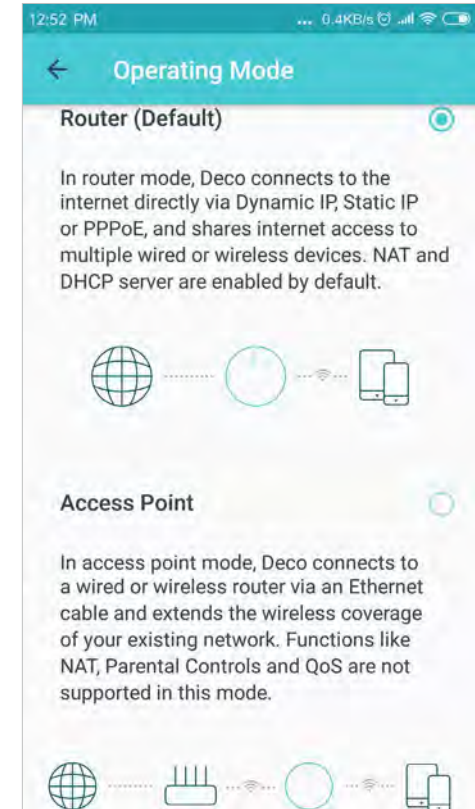 12:52 PM ... 0.4KB/s
Operating Mode
Router (Default)
In router mode, Deco connects to the
internet directly via Dynamic IP, Static IP
or PPPoE, and shares internet access to
multiple wired or wireless devices. NAT and
DHCP server are enabled by default.
Access Point
In access point mode, Deco connects to
a wired or wireless router via an Ethernet
cable and extends the wireless coverage
of your existing network. Functions like
NAT, Parental Controls and QoS are not
supported in this mode.